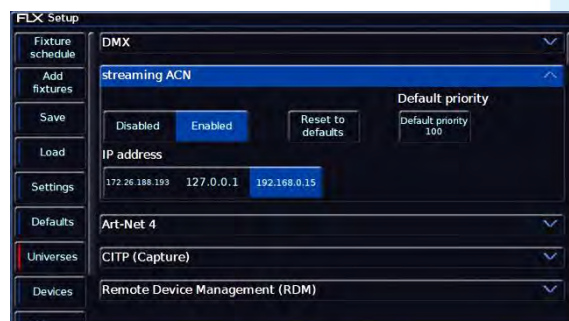 FLX Setup
Fixture
schedule
Add
fixtures
Save
Load
Settings
Defaults
Universes
Devices
DMX
streaming ACN
Default priority
Disabled
Enabled
Reset to
defaults
Default priority
100
IP address
172.26.188.193
127.0.0.1
192.168.0.15
Art-Net 4
CITP (Capture)
Remote Device Management (RDM)